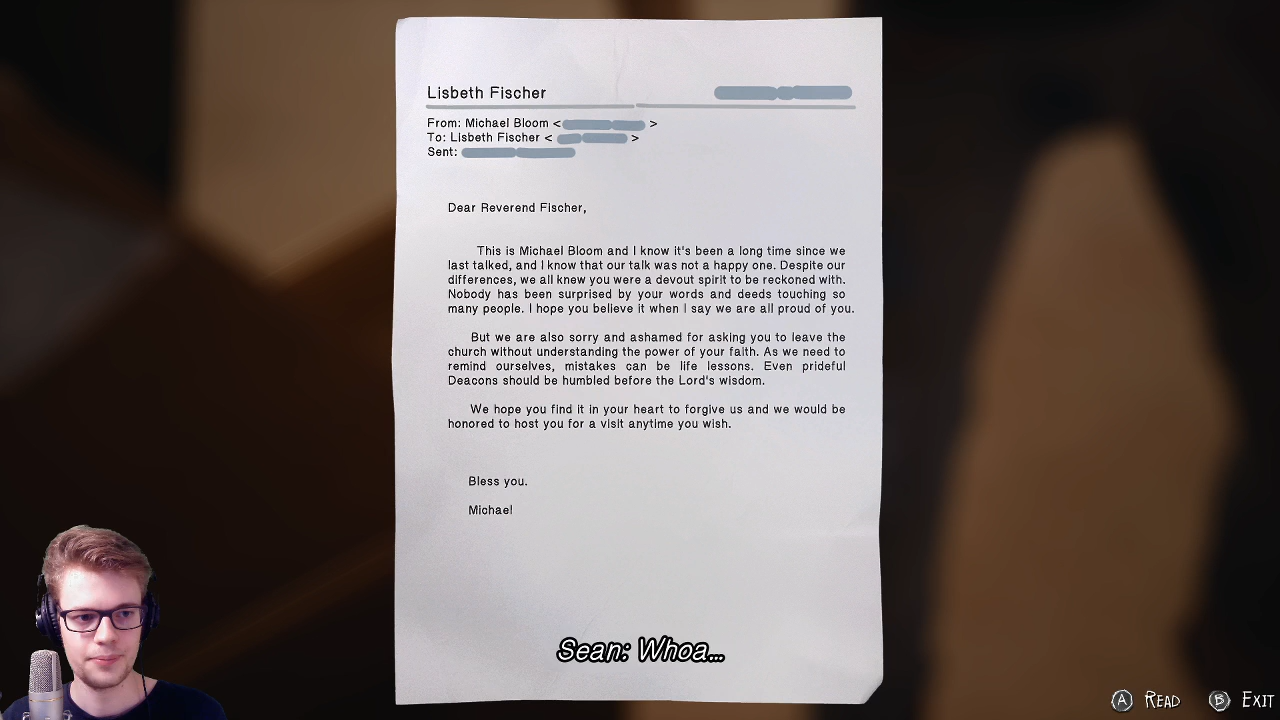 Lisbeth Fischer
From: Michael Bloom < >
To: Lisbeth Fischer < >
Sent:
Dear Reverend Fischer,
This is Michael Bloom and I know it's been a long time since we
last talked, and I know that our talk was not a happy one. Despite our
differences, we all knew you were a devout spirit to be reckoned with.
Nobody has been surprised by your words and deeds touching so
many people. I hope you believe it when I say we are all proud of you.
But we are also sorry and ashamed for asking you to leave the
church without understanding the power of your faith. As we need to
remind ourselves, mistakes can be life lessons. Even prideful
Deacons should be humbled before the Lord's wisdom.
We hope you find it in your heart to forgive us and we would be
honored to host you for a visit anytime you wish.
Bless you.
Michael
Sean: Whoa...
A READ B EXIT